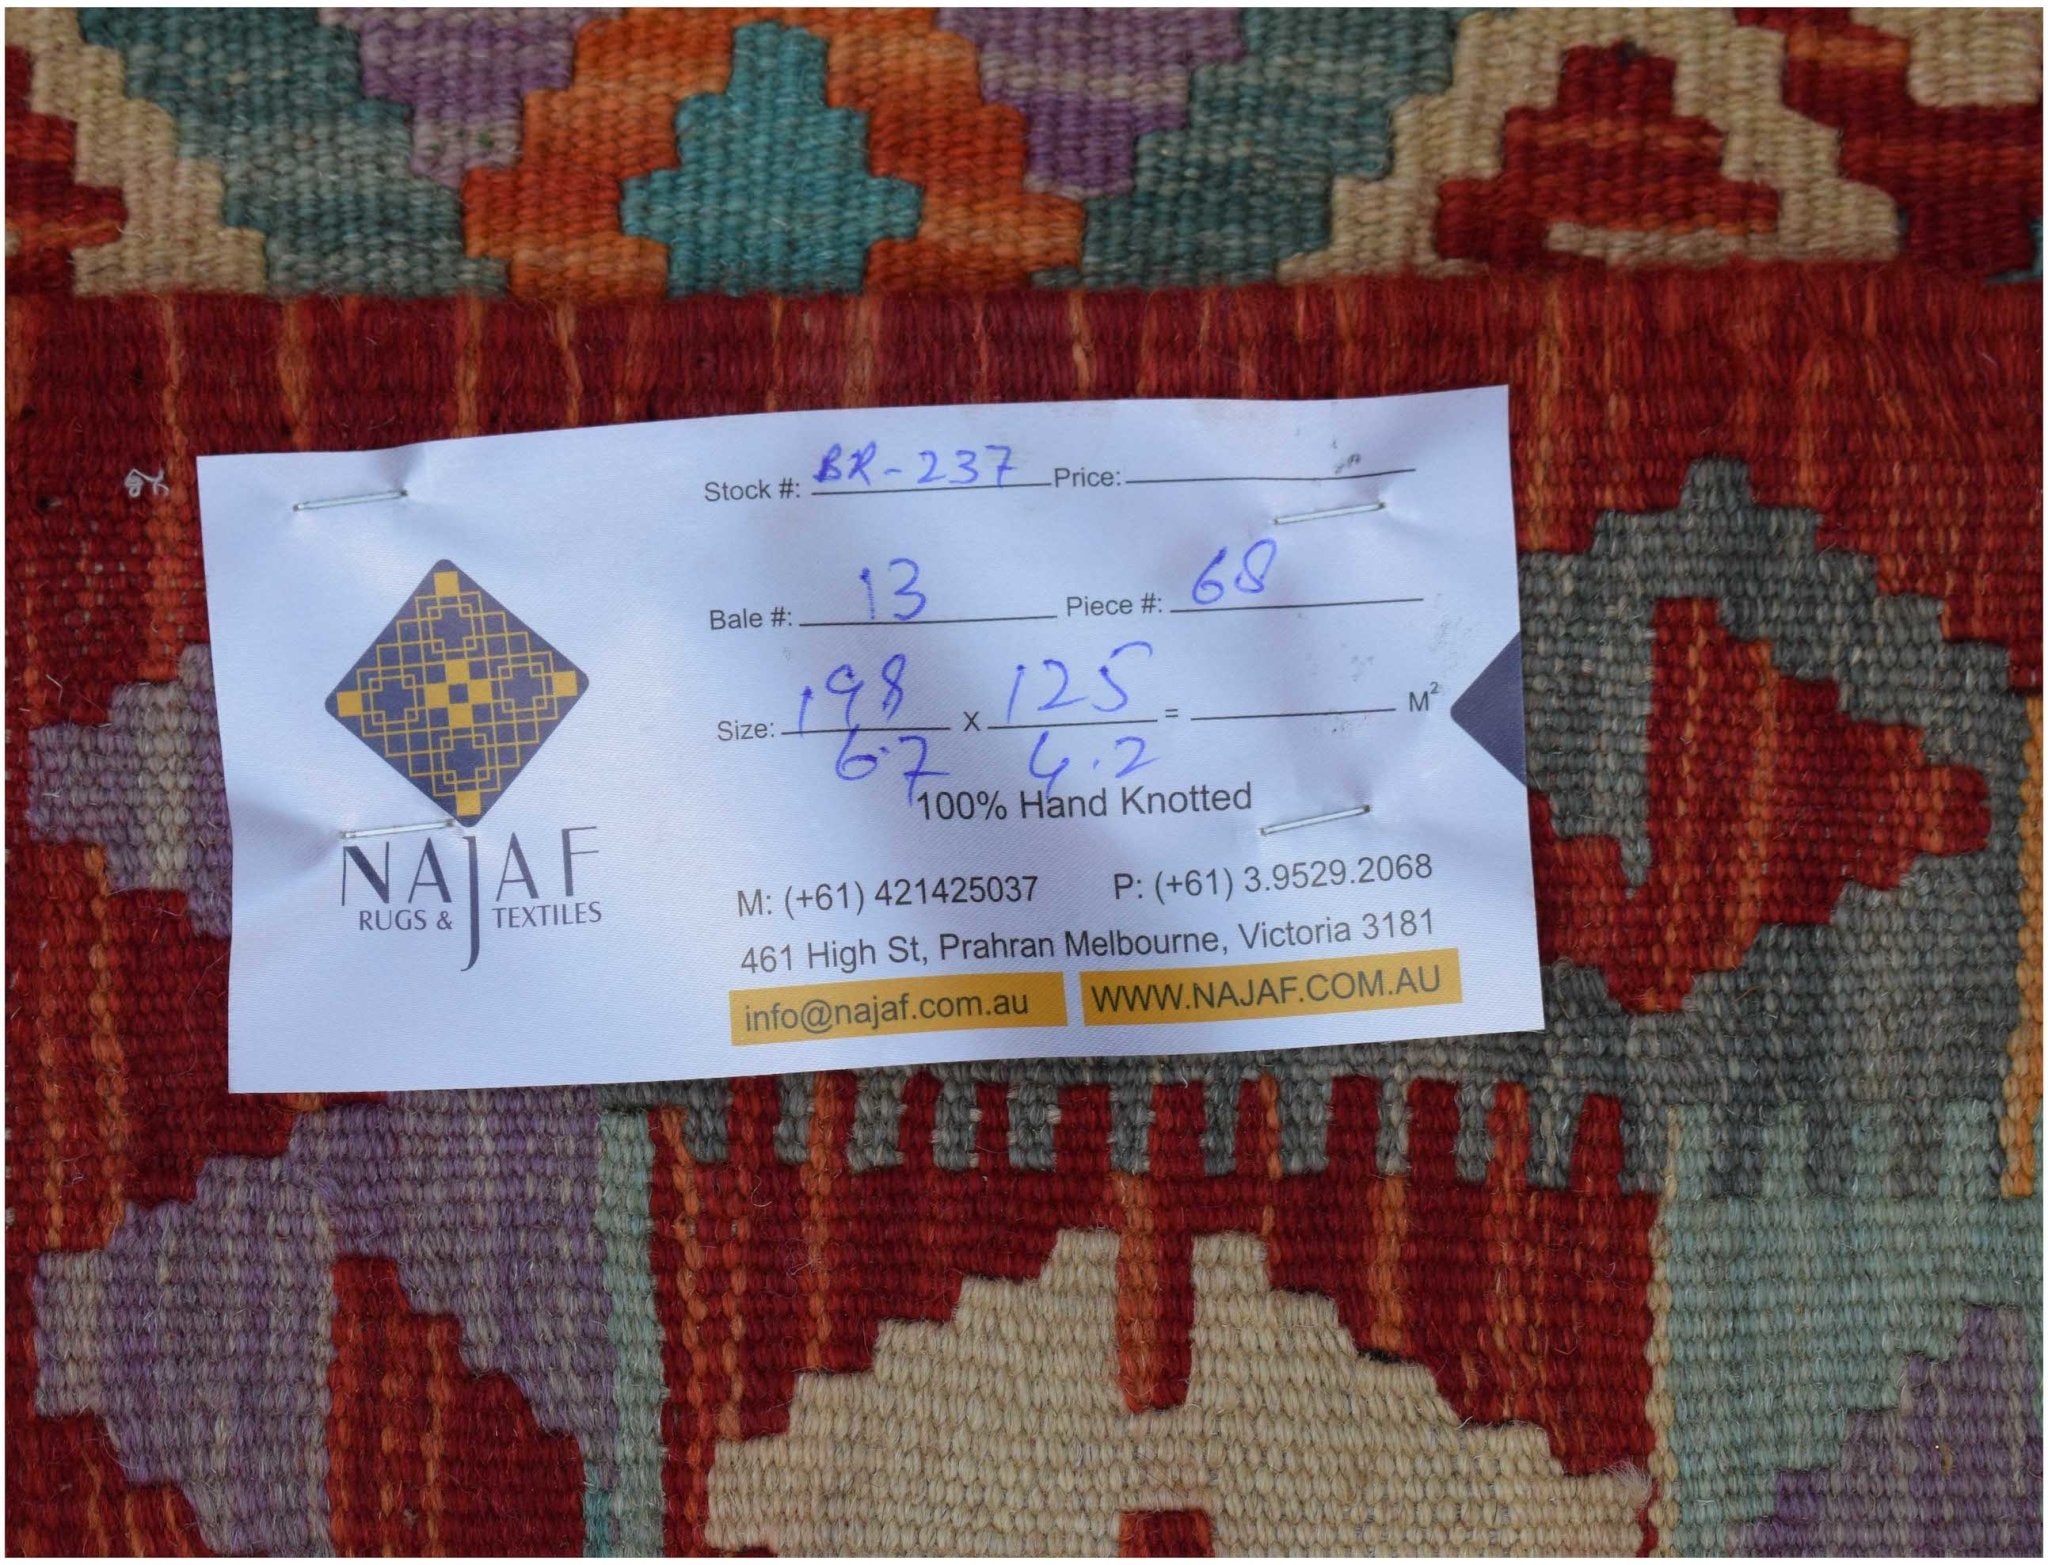 Stock #: BR-237 Price:
Bale #: 13 Piece #: 68
Size: 198 x 125 = M²
6.7 4.2
100% Hand Knotted
NAJAF
RUGS & TEXTILES
M: (+61) 421425037 P: (+61) 3.9529.2068
461 High St, Prahran Melbourne, Victoria 3181
info@najaf.com.au WWW.NAJAF.COM.AU